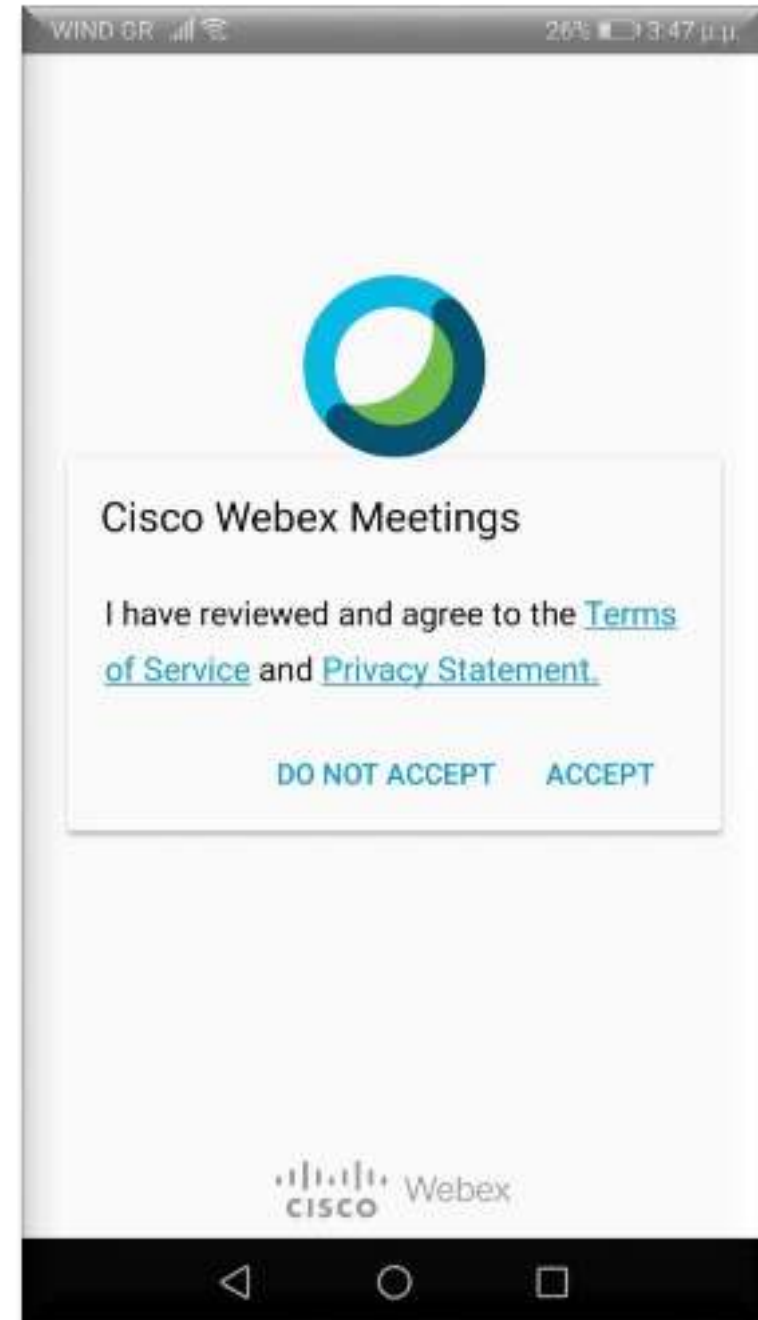 WIND GR 26% 3:47 μ.μ.
Cisco Webex Meetings
I have reviewed and agree to the Terms
of Service and Privacy Statement.
DO NOT ACCEPT ACCEPT
CISCO Webex